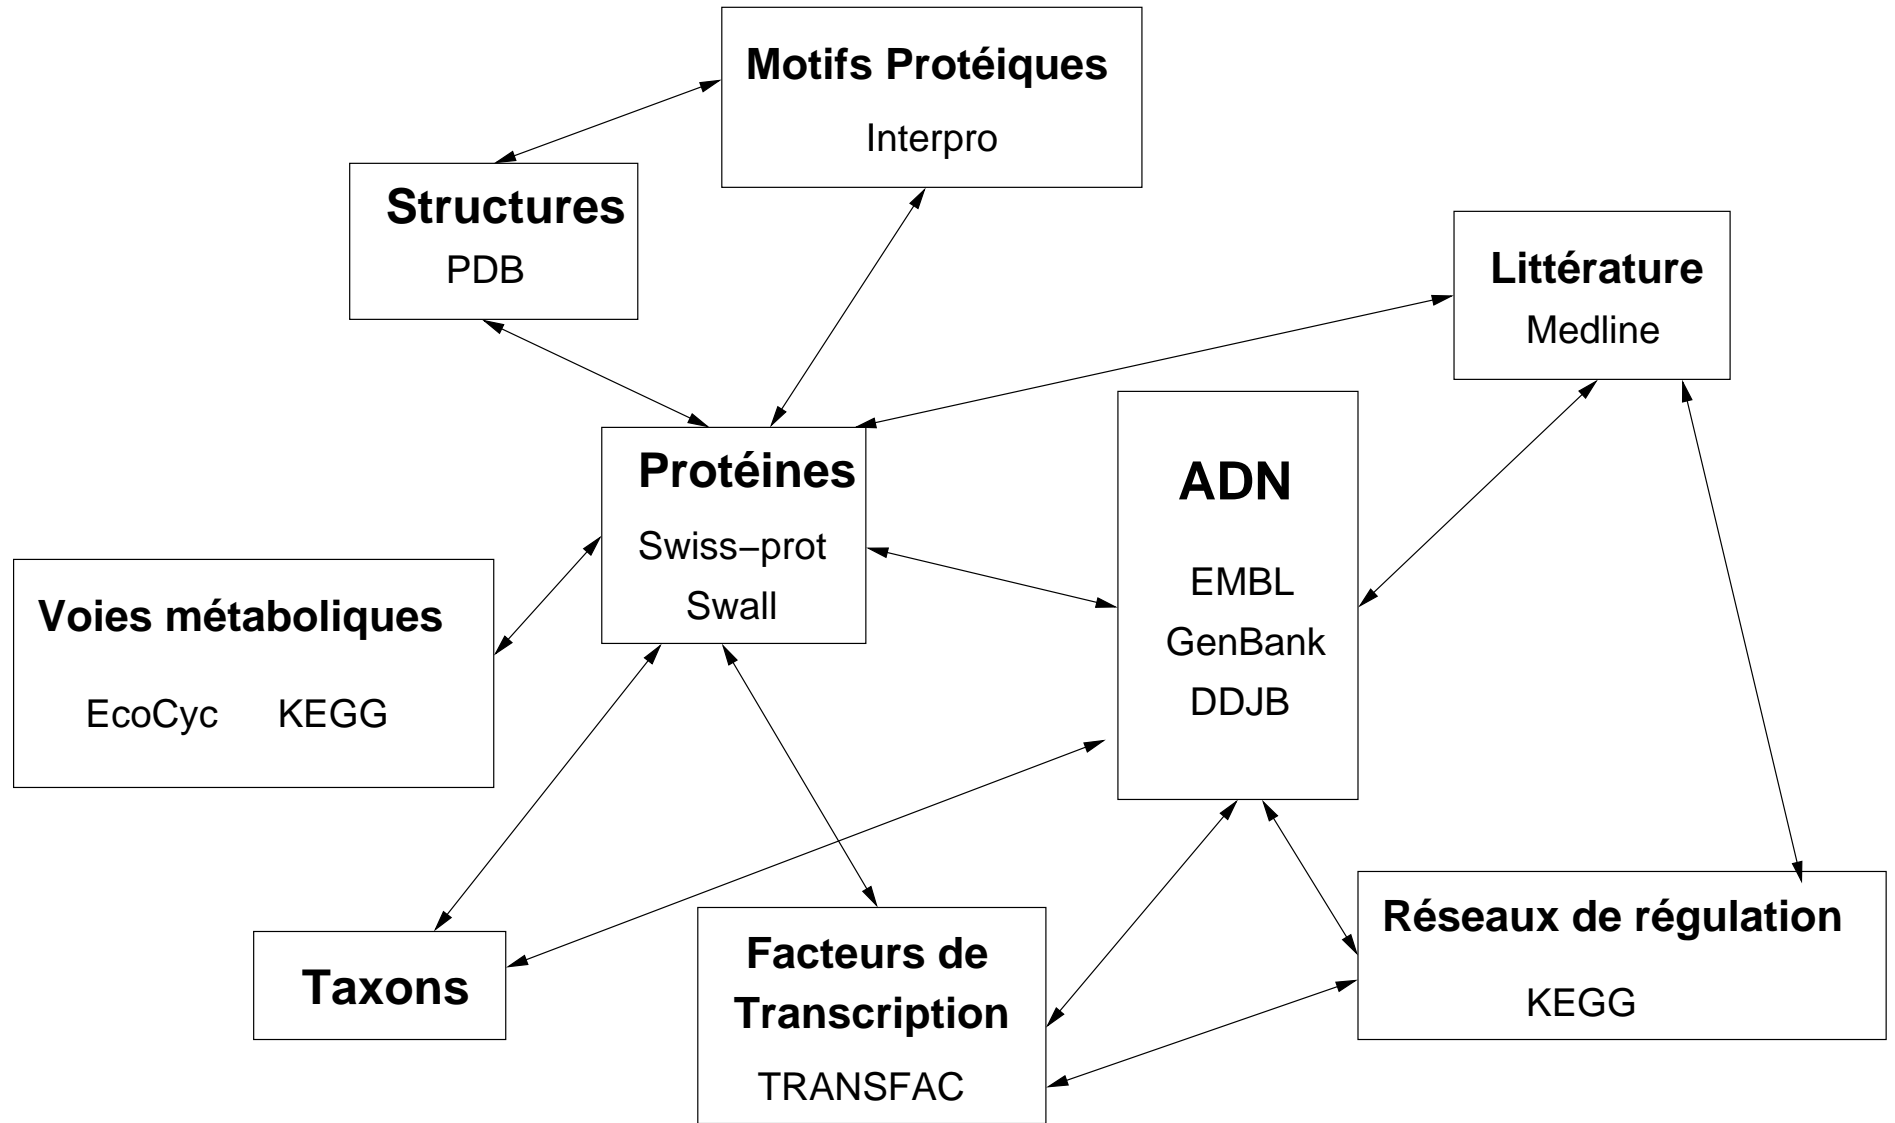 Motifs Protéiques
Interpro
Structures
PDB
Littérature
Medline
Protéines
Swiss–prot
Swall
ADN
EMBL
GenBank
DDJB
Voies métaboliques
EcoCyc KEGG
Taxons
Facteurs de
Transcription
TRANSFAC
Réseaux de régulation
KEGG